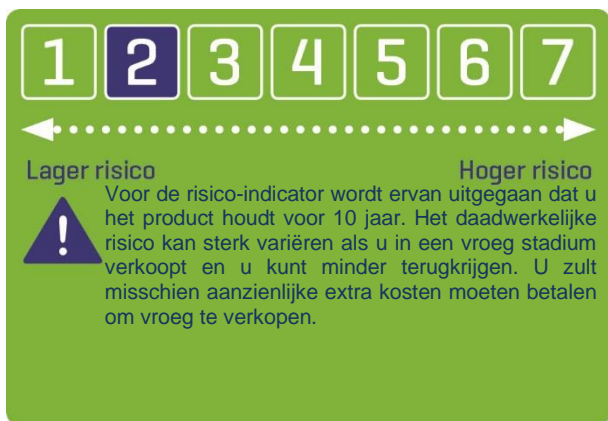 1 2 3 4 5 6 7
Lager risico Hoger risico
!
Voor de risico-indicator wordt ervan uitgegaan dat u
het product houdt voor 10 jaar. Het daadwerkelijke
risico kan sterk variëren als u in een vroeg stadium
verkoopt en u kunt minder terugkrijgen. U zult
misschien aanzienlijke extra kosten moeten betalen
om vroeg te verkopen.